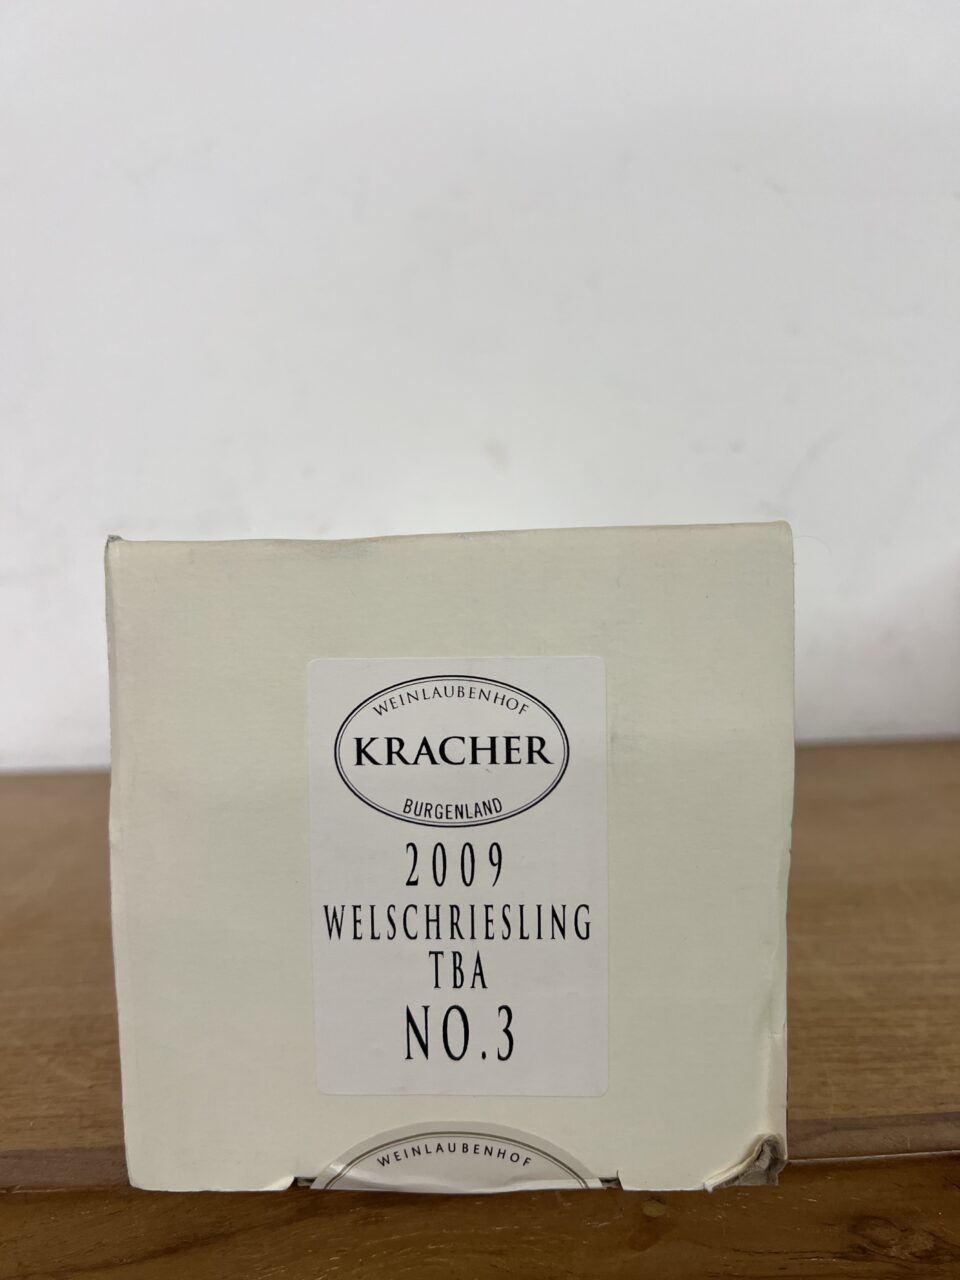 WEINLAUBENHOF
KRACHER
BURGENLAND
2009
WELSCHRIESLING
TBA
NO.3
WEINLAUBENHOF